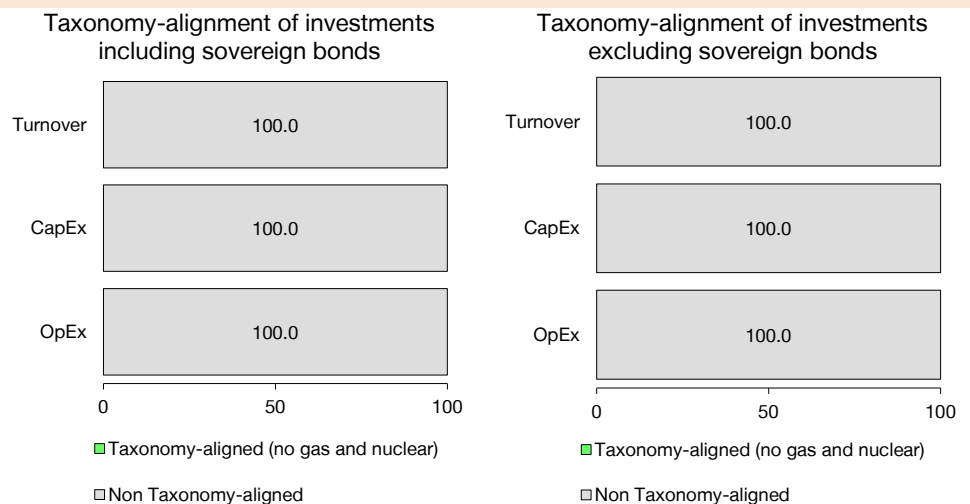 Taxonomy-alignment of investments
including sovereign bonds
Turnover
100.0
CapEx
100.0
OpEx
100.0
0
50
100
Taxonomy-aligned (no gas and nuclear)
Non Taxonomy-aligned
Taxonomy-alignment of investments
excluding sovereign bonds
Turnover
100.0
CapEx
100.0
OpEx
100.0
0
50
100
Taxonomy-aligned (no gas and nuclear)
Non Taxonomy-aligned